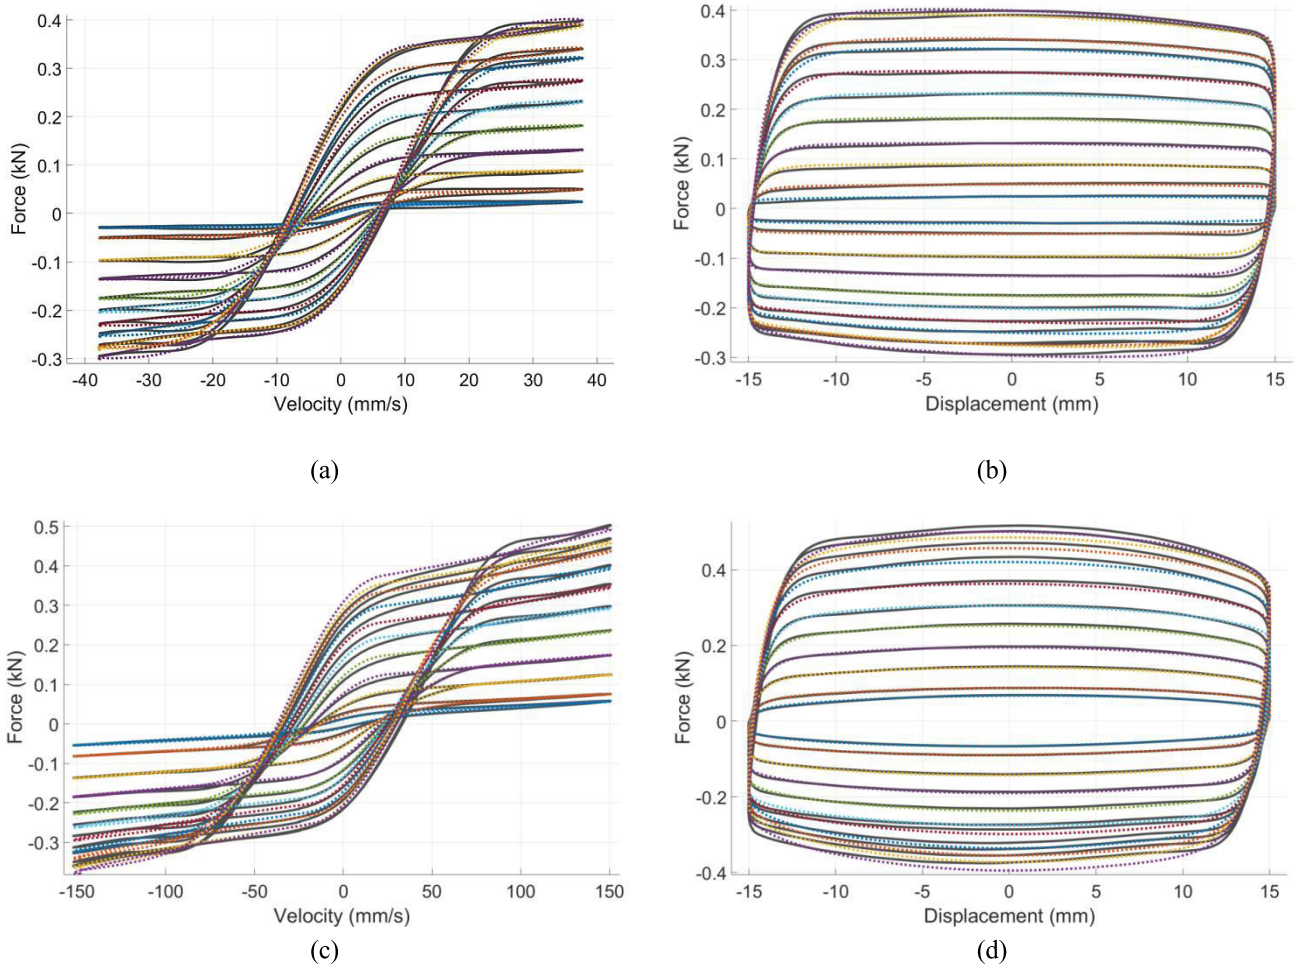 0.4
0.3
0.2
0.1
0
-0.1
-0.2
-0.3
Force (kN)
-40 -30 -20 -10 0 10 20 30 40
Velocity (mm/s)
(a)
0.4
0.3
0.2
0.1
0
-0.1
-0.2
-0.3
Force (kN)
-15 -10 -5 0 5 10 15
Displacement (mm)
(b)
0.5
0.4
0.3
0.2
0.1
0
-0.1
-0.2
-0.3
Force (kN)
-150 -100 -50 0 50 100 150
Velocity (mm/s)
(c)
0.4
0.2
0
-0.2
-0.4
Force (kN)
-15 -10 -5 0 5 10 15
Displacement (mm)
(d)